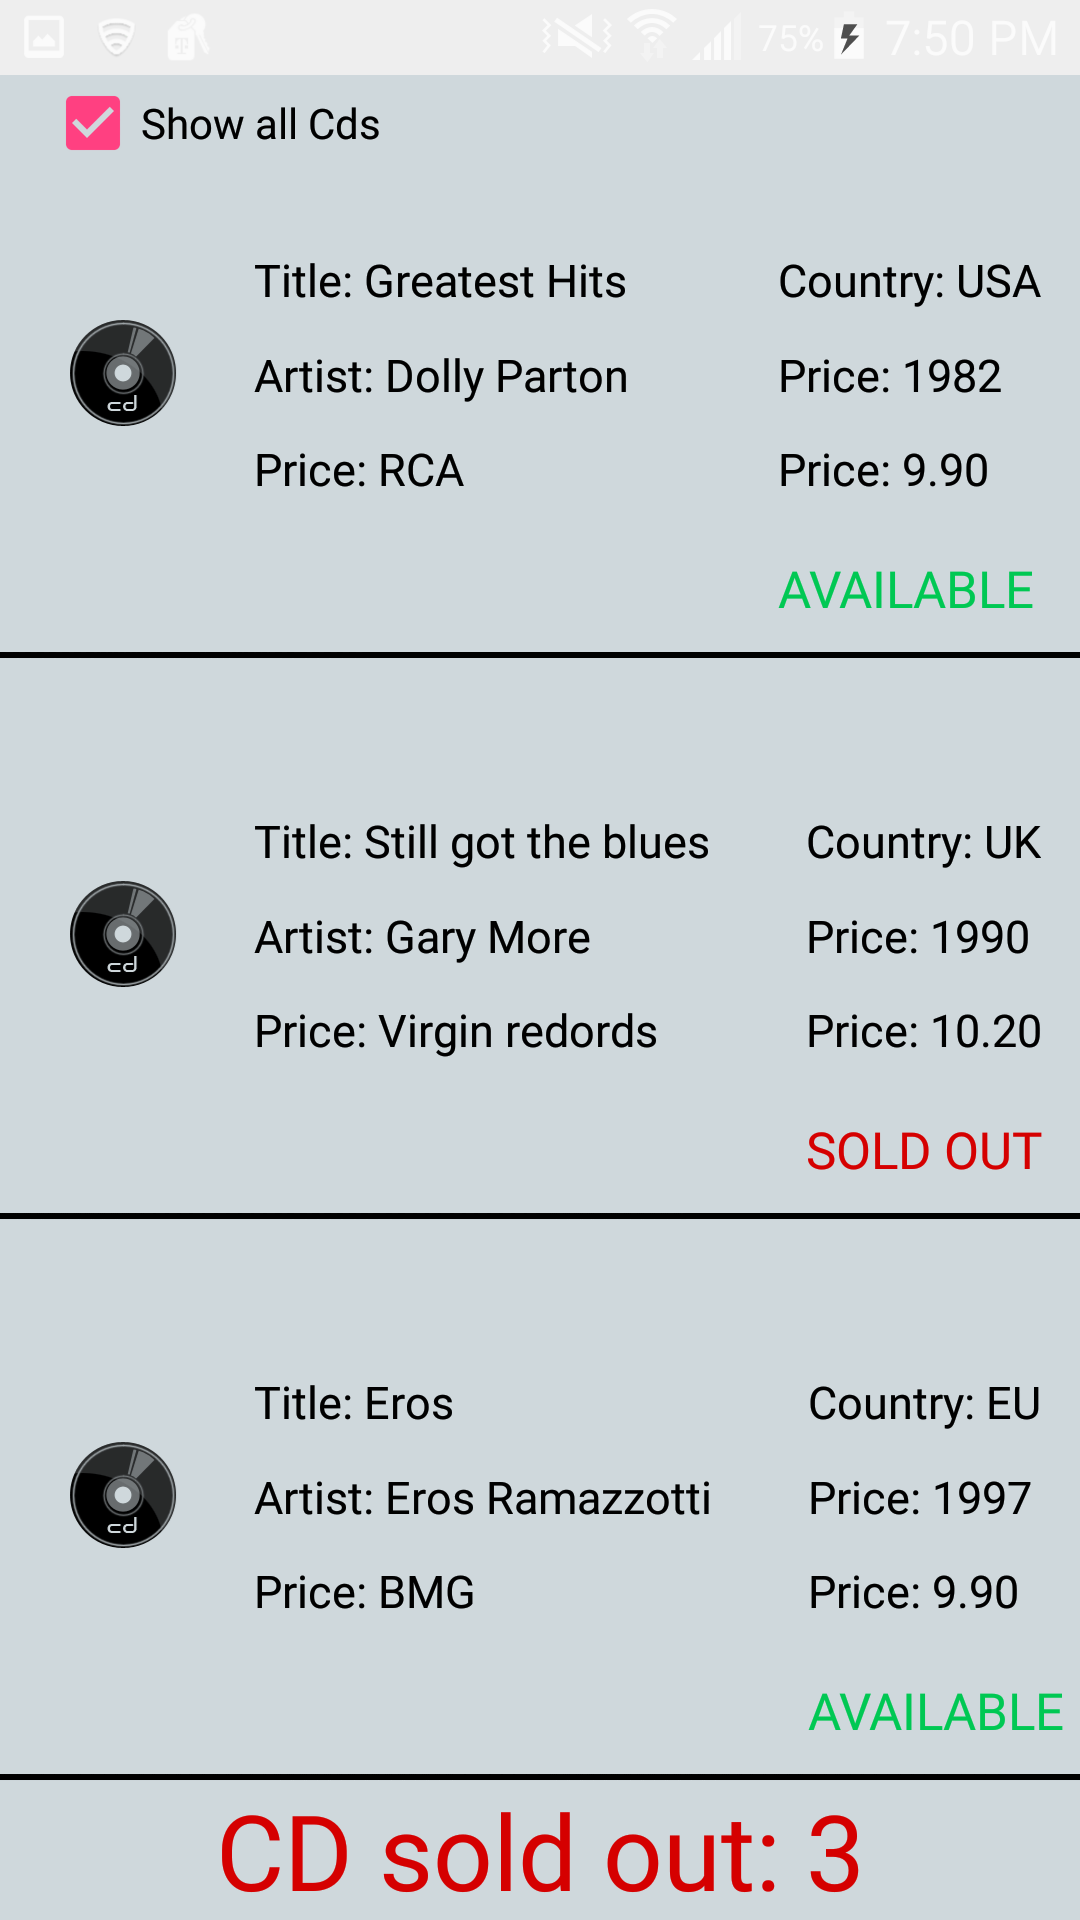 75% 7:50 PM
Show all Cds
Title: Greatest Hits Country: USA
Artist: Dolly Parton Price: 1982
cd
Price: RCA Price: 9.90
AVAILABLE
Title: Still got the blues Country: UK
Artist: Gary More Price: 1990
cd
Price: Virgin redords Price: 10.20
SOLD OUT
Title: Eros Country: EU
Artist: Eros Ramazzotti Price: 1997
cd
Price: BMG Price: 9.90
AVAILABLE
CD sold out: 3